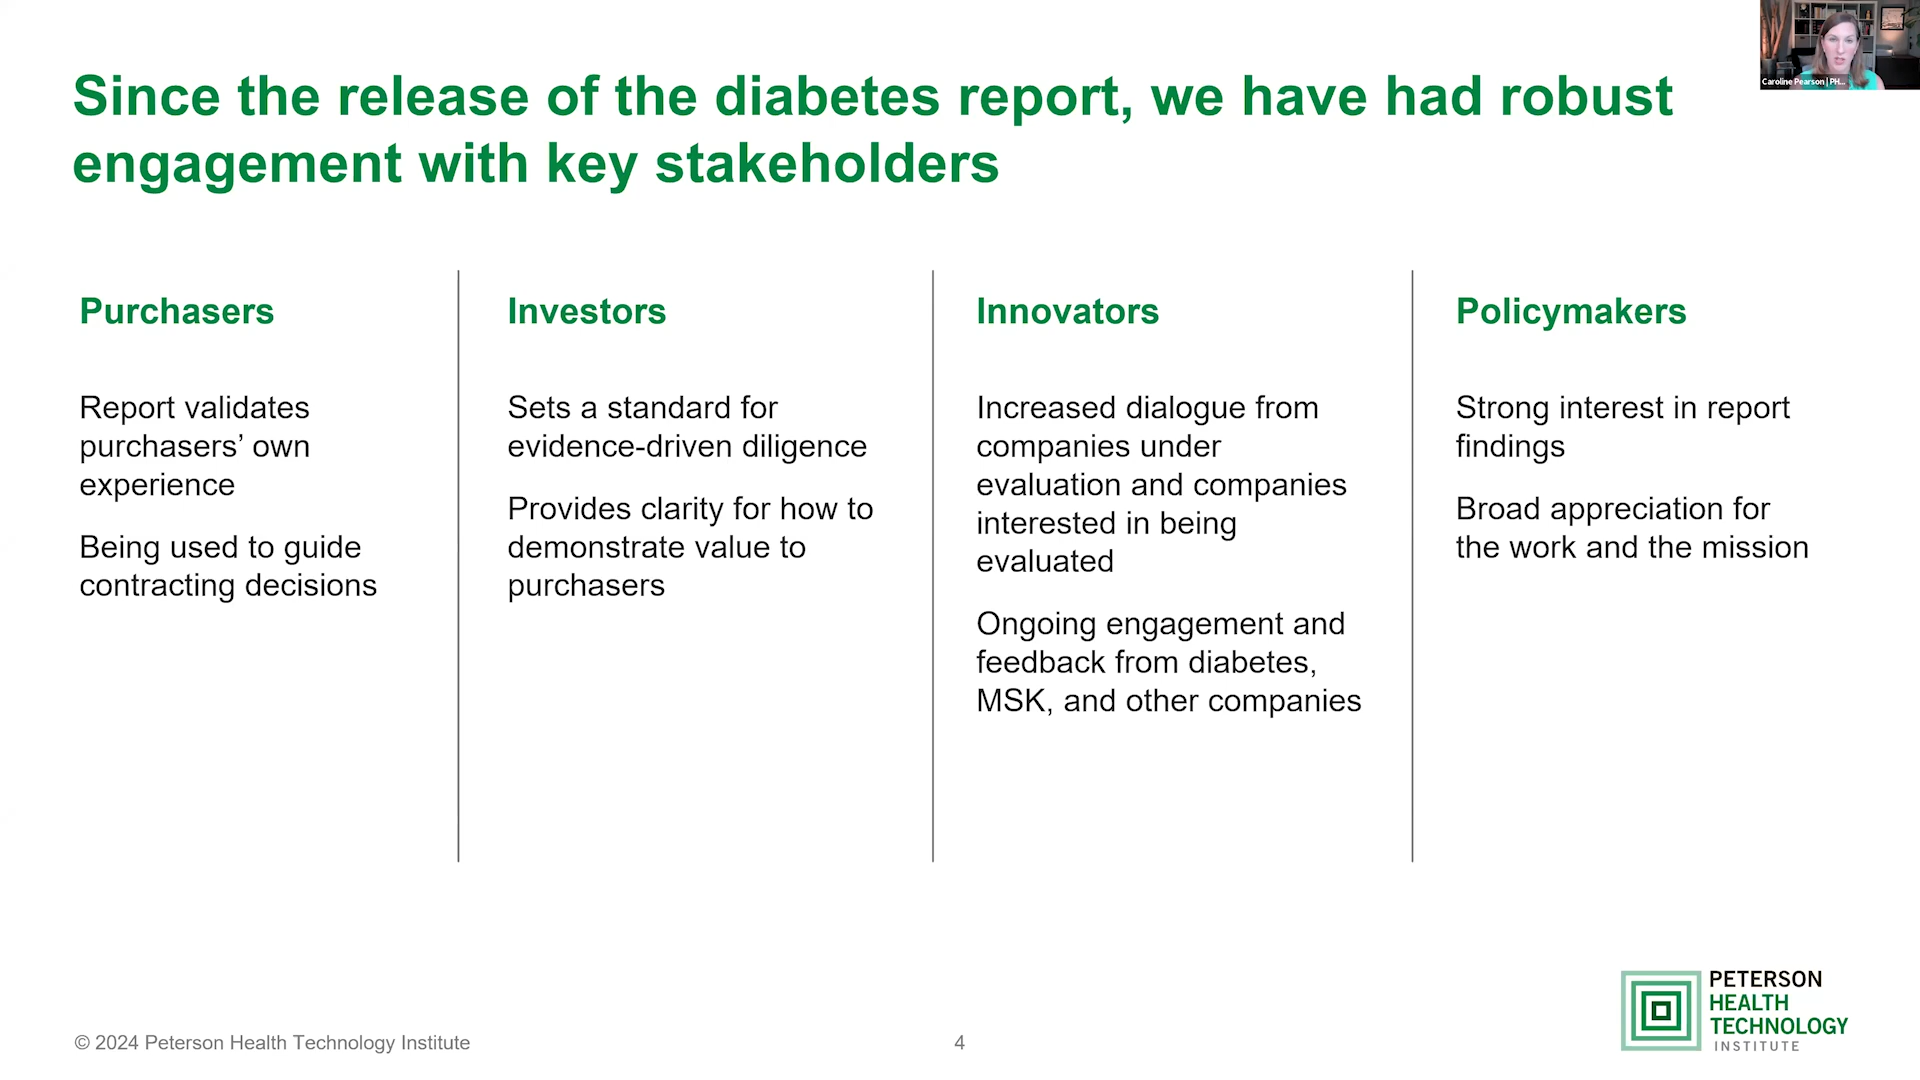 Caroline Pearson | PH...
Since the release of the diabetes report, we have had robust
engagement with key stakeholders
Purchasers
Report validates
purchasers’ own
experience
Being used to guide
contracting decisions
Investors
Sets a standard for
evidence-driven diligence
Provides clarity for how to
demonstrate value to
purchasers
Innovators
Increased dialogue from
companies under
evaluation and companies
interested in being
evaluated
Ongoing engagement and
feedback from diabetes,
MSK, and other companies
Policymakers
Strong interest in report
findings
Broad appreciation for
the work and the mission
© 2024 Peterson Health Technology Institute
4
PETERSON
HEALTH
TECHNOLOGY
INSTITUTE